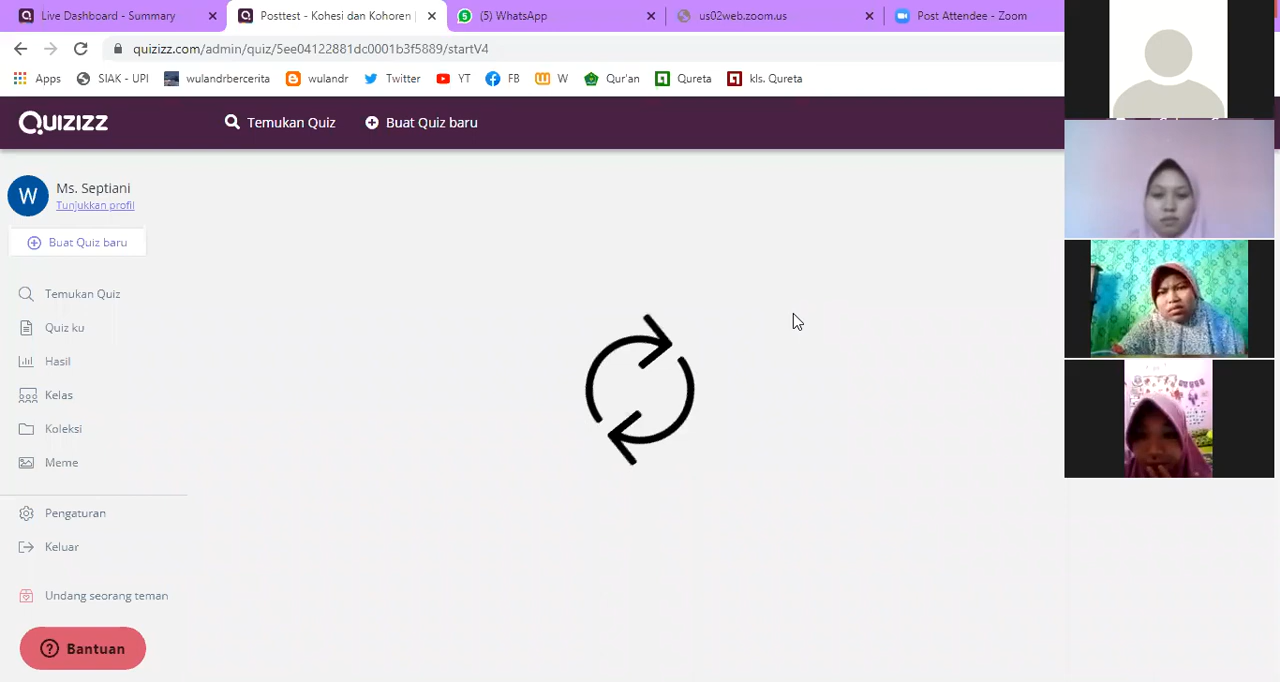 Live Dashboard - Summary
Posttest - Kohesi dan Kohoren
(5) WhatsApp
us02web.zoom.us
Post Attendee - Zoom
quizizz.com/admin/quiz/5ee04122881dc0001b3f5889/startV4
Apps
SIAK - UPI
wulandrbercerita
wulandr
Twitter
YT
FB
W
Qur'an
Qureta
kls. Qureta
QUIZIZZ
Temukan Quiz
Buat Quiz baru
W
Ms. Septiani
Tunjukkan profil
Buat Quiz baru
Temukan Quiz
Quiz ku
Hasil
Kelas
Koleksi
Meme
Pengaturan
Keluar
Undang seorang teman
Bantuan